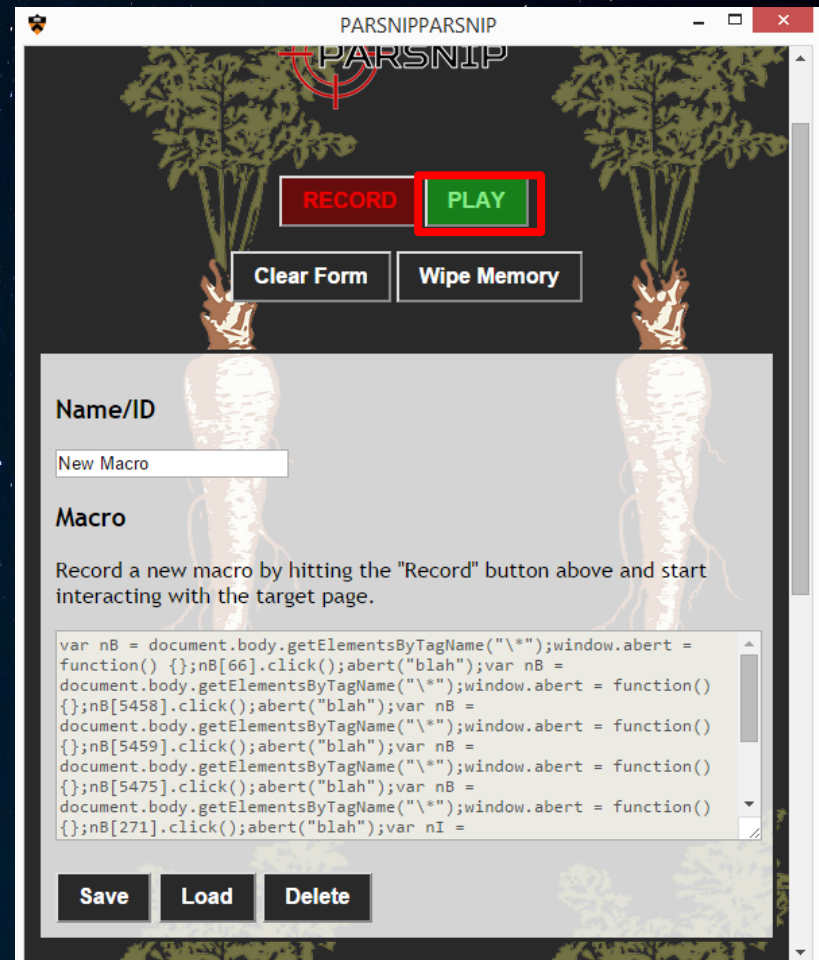 PARSNIPPARSNIP
PARSNIP
RECORD PLAY
Clear Form Wipe Memory
Name/ID
New Macro
Macro
Record a new macro by hitting the "Record" button above and start
interacting with the target page.
var nB = document.body.getElementsByTagName("\*");window.abert =
function() {};nB[66].click();abert("blah");var nB =
document.body.getElementsByTagName("\*");window.abert = function()
{};nB[5458].click();abert("blah");var nB =
document.body.getElementsByTagName("\*");window.abert = function()
{};nB[5459].click();abert("blah");var nB =
document.body.getElementsByTagName("\*");window.abert = function()
{};nB[5475].click();abert("blah");var nB =
document.body.getElementsByTagName("\*");window.abert = function()
{};nB[271].click();abert("blah");var nI =
Save Load Delete